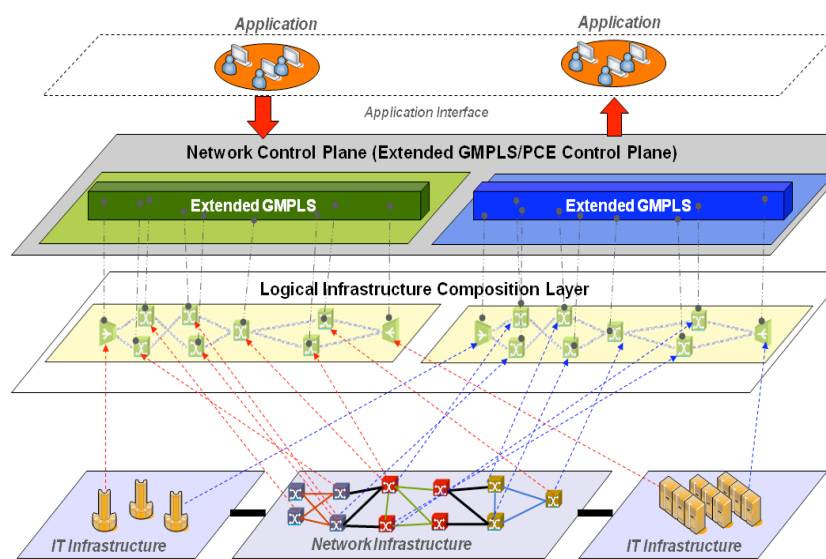 Application
Application
Application Interface
Network Control Plane (Extended GMPLS/PCE Control Plane)
Extended GMPLS
Extended GMPLS
Logical Infrastructure Composition Layer
IT Infrastructure
Network Infrastructure
IT Infrastructure